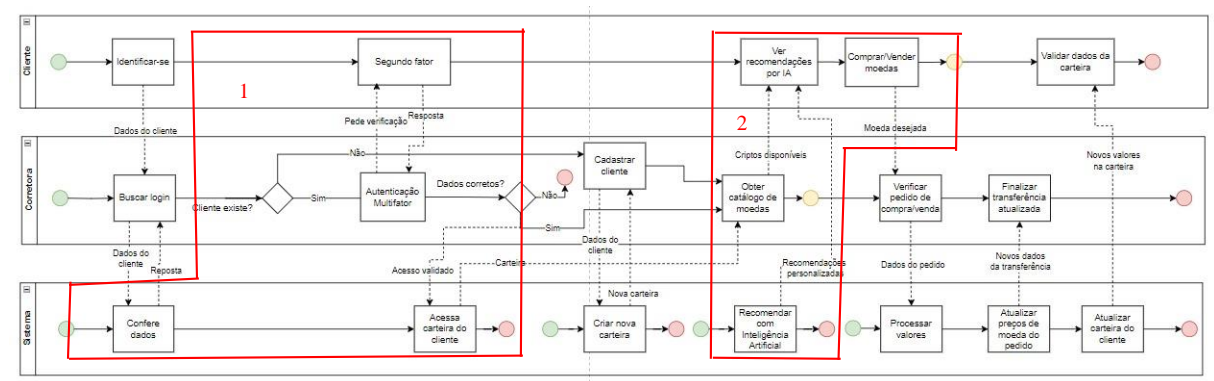 Cliente
Identificar-se
1
Segundo fator
Ver
recomendações
por IA
Comprar/Vender
moedas
Validar dados da
carteira
Dados do cliente
Pede verificação
Resposta
2
Moeda desejada
Corretora
Buscar login
Cliente existe?
Não
Sim
Autenticação
Multifator
Dados corretos?
Não
Sim
Cadastrar
cliente
Criptos disponíveis
Obter
catálogo de
moedas
Verificar
pedido de
compra/venda
Finalizar
transferência
atualizada
Novos valores
na carteira
Dados do
cliente
Reposta
Acesso validado
Carteira
Dados do
cliente
Nova carteira
Recomendações
personalizadas
Dados do pedido
Novos dados
da transferência
Sistema
Confere
dados
Acessa
carteira do
cliente
Criar nova
carteira
Recomendar
com
Inteligência
Artificial
Processar
valores
Atualizar
preços de
moeda do
pedido
Atualizar
carteira do
cliente